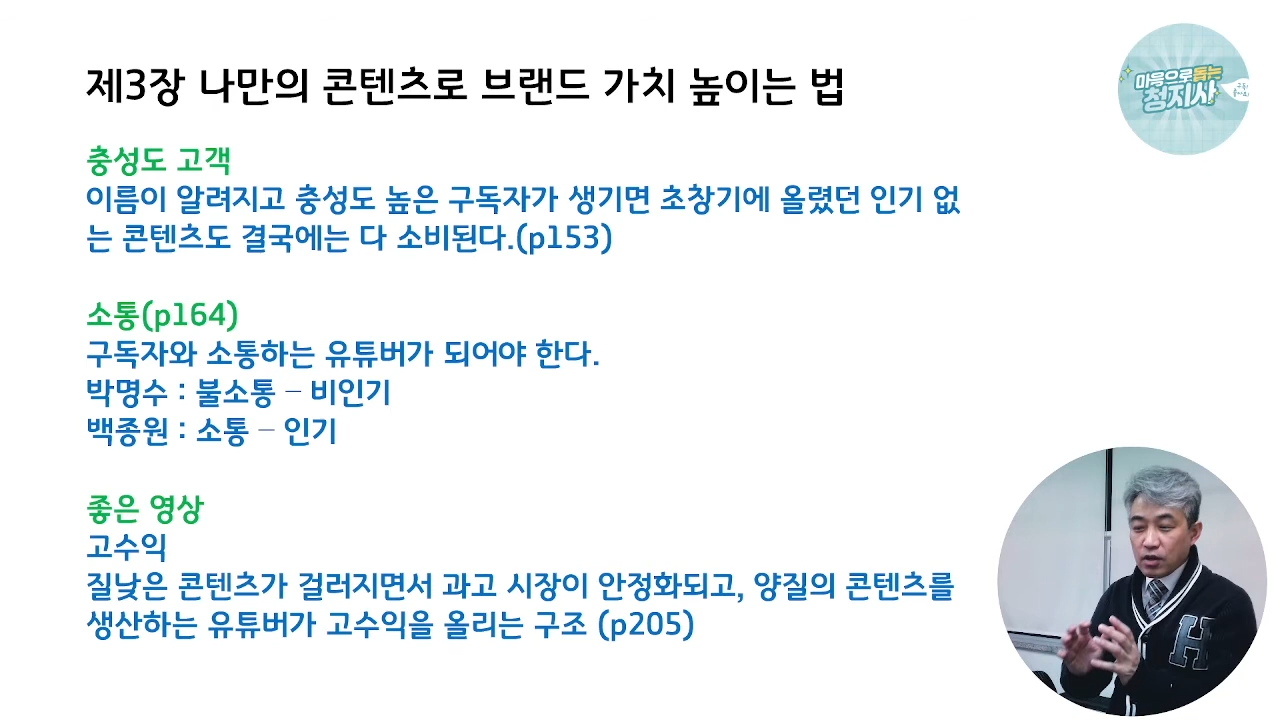 제3장 나만의 콘텐츠로 브랜드 가치 높이는 법
마음으로돕는
청지사
충성도 고객
이름이 알려지고 충성도 높은 구독자가 생기면 초창기에 올렸던 인기 없
는 콘텐츠도 결국에는 다 소비된다.(p153)
소통(p164)
구독자와 소통하는 유튜버가 되어야 한다.
박명수 : 불소통 – 비인기
백종원 : 소통 – 인기
좋은 영상
고수익
질낮은 콘텐츠가 걸러지면서 과고 시장이 안정화되고, 양질의 콘텐츠를
생산하는 유튜버가 고수익을 올리는 구조 (p205)
H